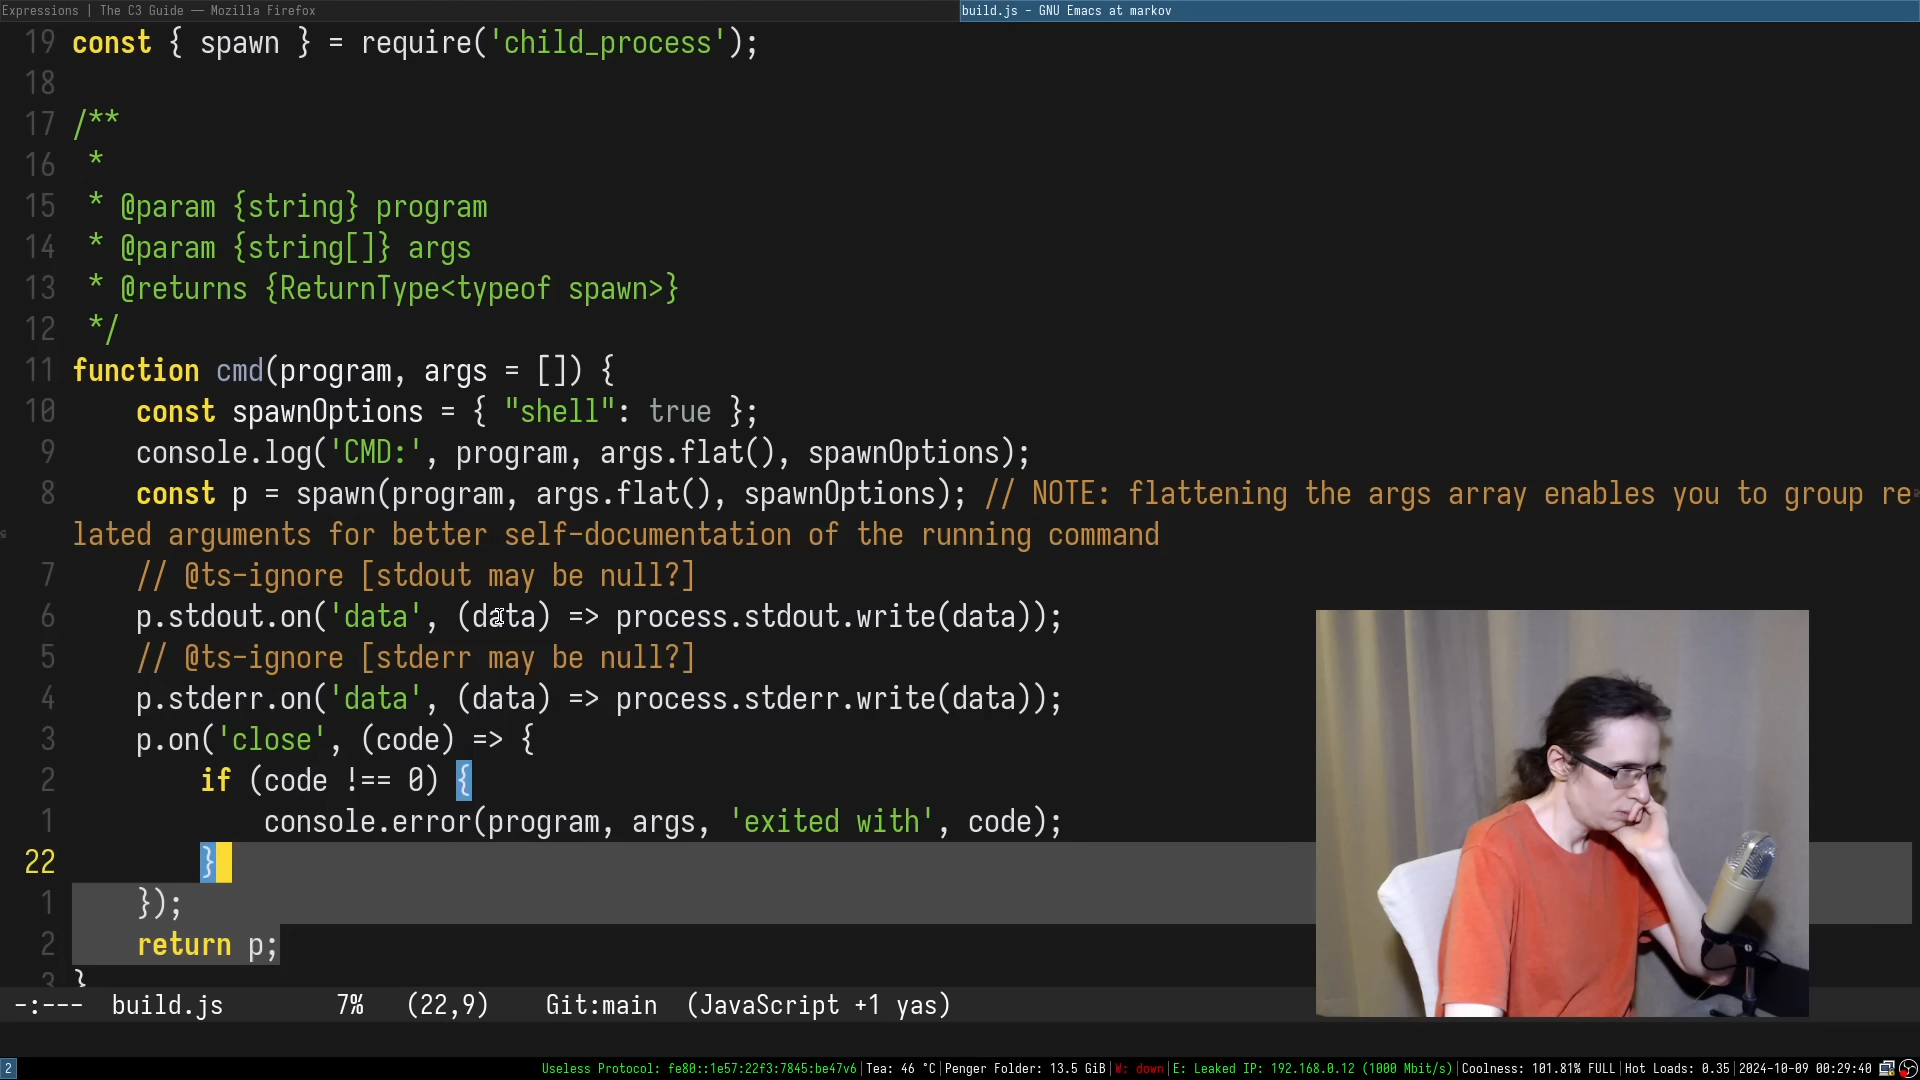 Expressions | The C3 Guide — Mozilla Firefox
build.js - GNU Emacs at markov
19 const { spawn } = require('child_process');
18
17 /**
16  *
15  * @param {string} program
14  * @param {string[]} args
13  * @returns {ReturnType<typeof spawn>}
12  */
11 function cmd(program, args = []) {
10     const spawnOptions = { "shell": true };
9     console.log('CMD:', program, args.flat(), spawnOptions);
8     const p = spawn(program, args.flat(), spawnOptions); // NOTE: flattening the args array enables you to group re
lated arguments for better self-documentation of the running command
7     // @ts-ignore [stdout may be null?]
6     p.stdout.on('data', (data) => process.stdout.write(data));
5     // @ts-ignore [stderr may be null?]
4     p.stderr.on('data', (data) => process.stderr.write(data));
3     p.on('close', (code) => {
2         if (code !== 0) {
1             console.error(program, args, 'exited with', code);
22         }
1     });
2     return p;
3 }
-:--- build.js 7% (22,9) Git:main (JavaScript +1 yas)
2 Useless Protocol: fe80::1e57:22f3:7845:be47v6|Tea: 46 °C|Penger Folder: 13.5 GiB|W: down|E: Leaked IP: 192.168.0.12 (1000 Mbit/s)|Coolness: 101.81% FULL|Hot Loads: 0.35|2024-10-09 00:29:40